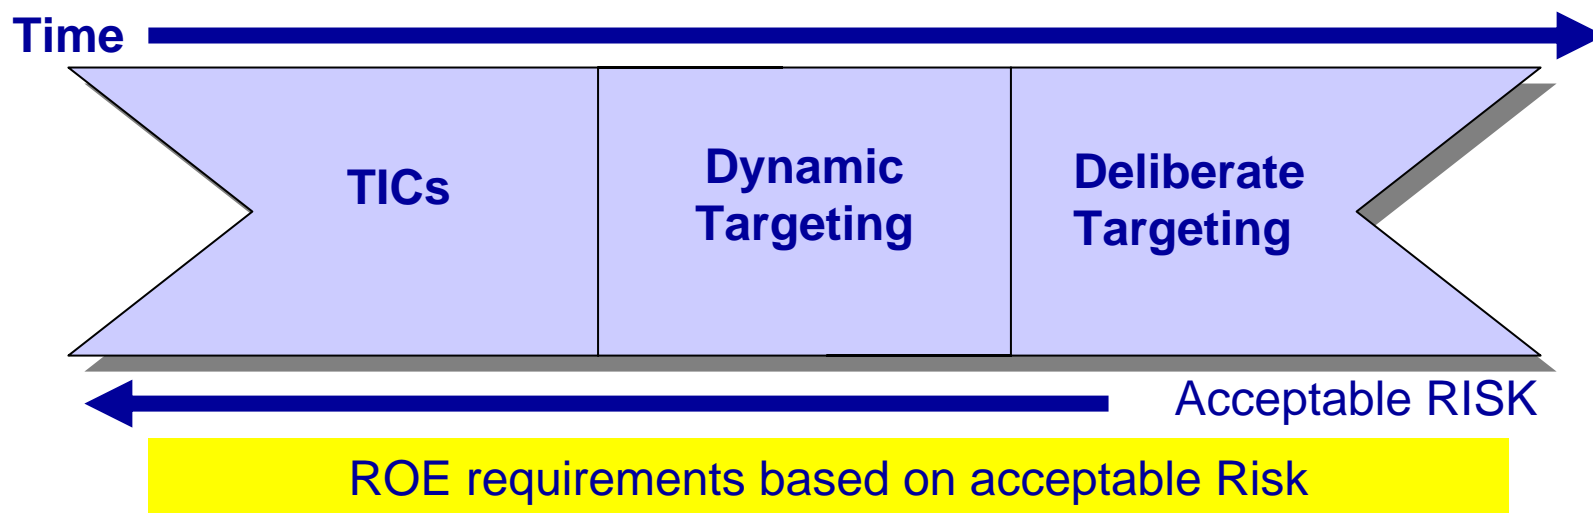 Time
TICs
Dynamic
Targeting
Deliberate
Targeting
Acceptable RISK
ROE requirements based on acceptable Risk